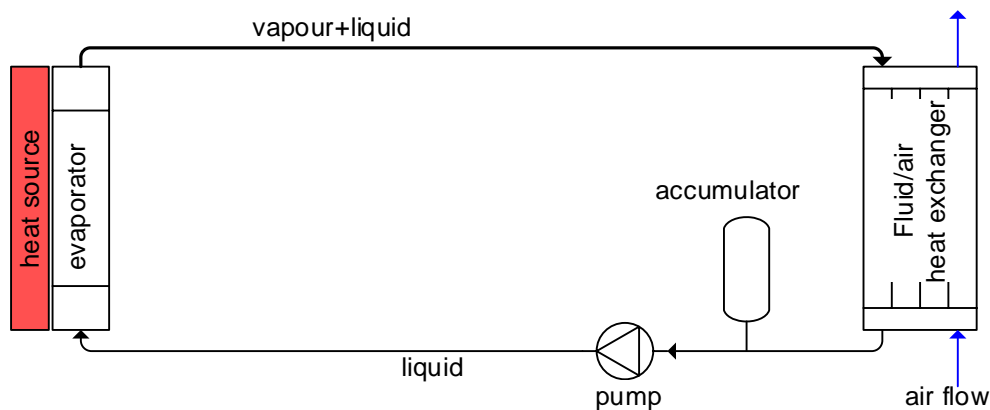 vapour+liquid
heat source
evaporator
accumulator
Fluid/air
heat exchanger
liquid
pump
air flow